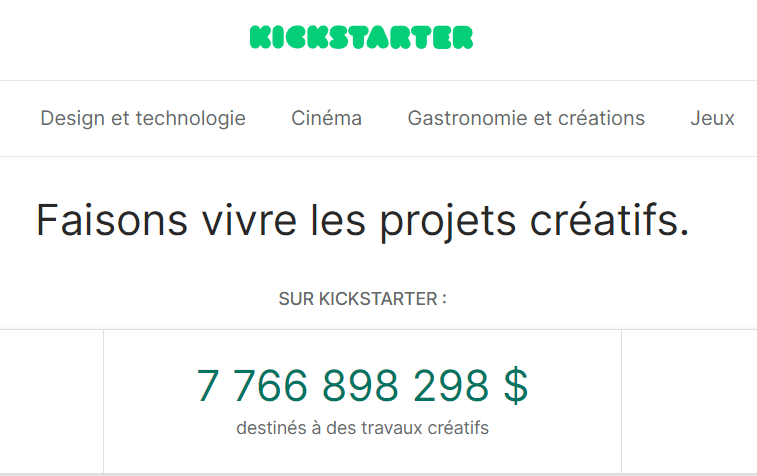 KICKSTARTER
Design et technologie Cinéma Gastronomie et créations Jeux
Faisons vivre les projets créatifs.
SUR KICKSTARTER :
7 766 898 298 $
destinés à des travaux créatifs